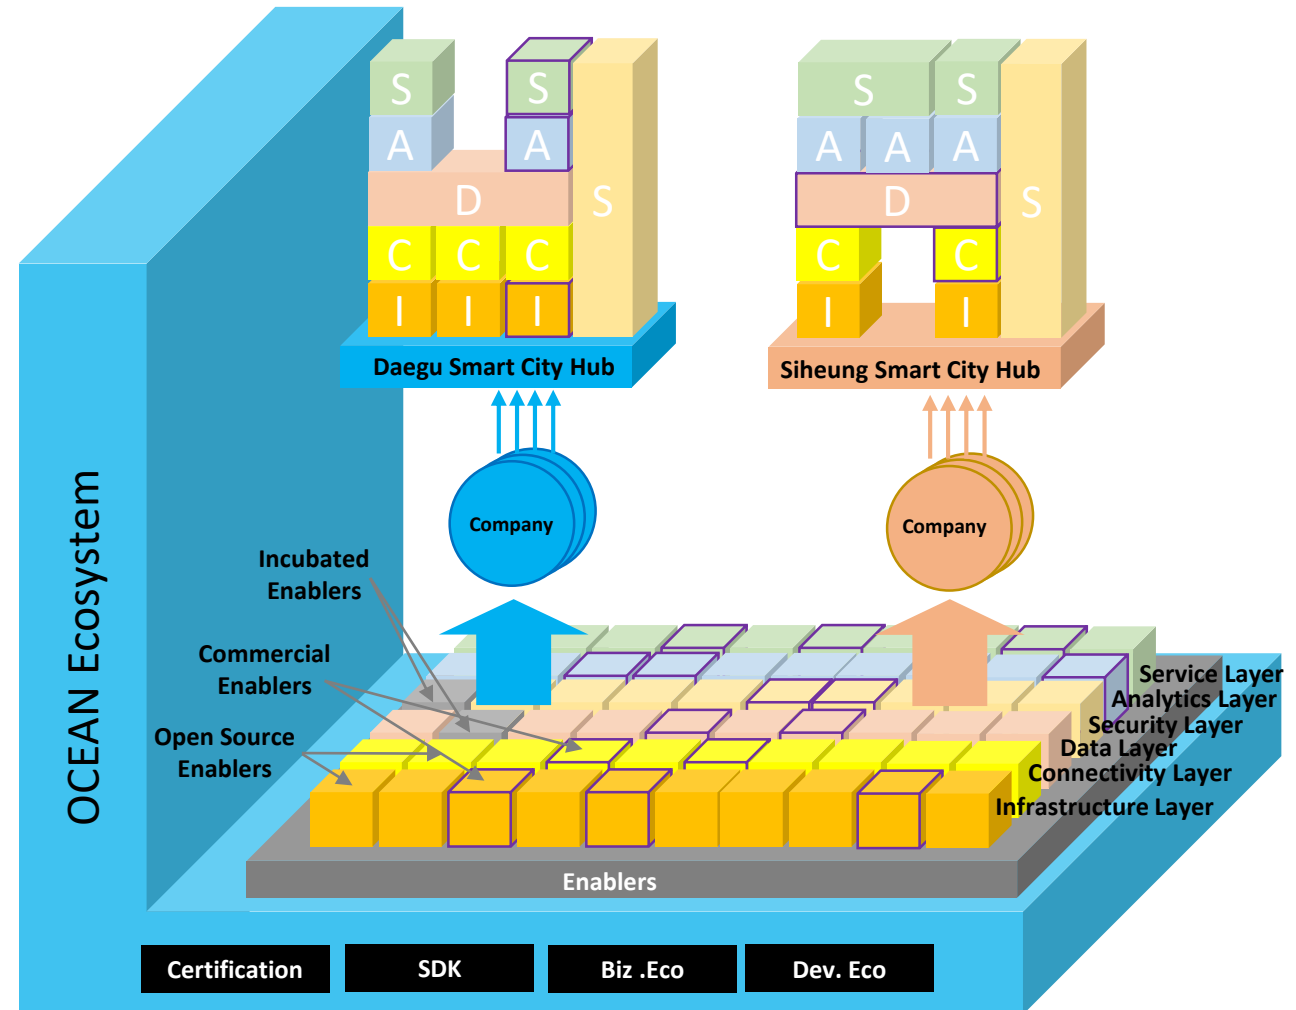 S
S
A
A
D
S
C
C
C
I
I
I
Daegu Smart City Hub
S
S
A
A
A
D
S
C
C
I
I
Siheung Smart City Hub
Company
Company
OCEAN Ecosystem
Incubated
Enablers
Commercial
Enablers
Open Source
Enablers
Service Layer
Analytics Layer
Security Layer
Data Layer
Connectivity Layer
Infrastructure Layer
Enablers
Certification
SDK
Biz .Eco
Dev. Eco